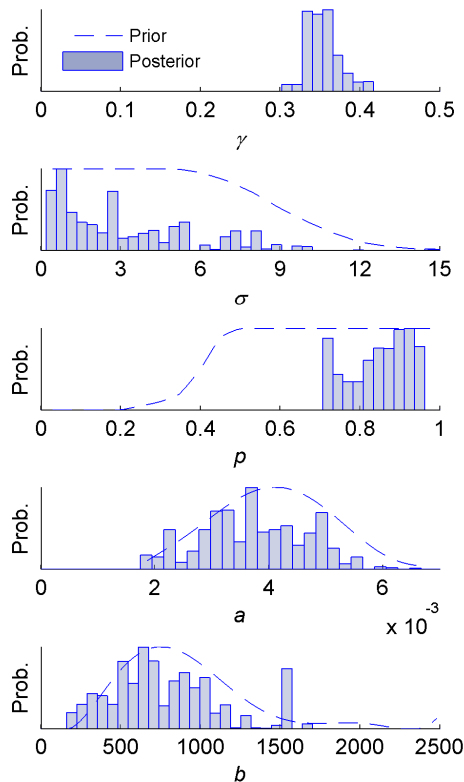 Prob.
Prior
Posterior
0 0.1 0.2 0.3 0.4 0.5
γ
Prob.
0 3 6 9 12 15
σ
Prob.
0 0.2 0.4 0.6 0.8 1
p
Prob.
0 2 4 6
a
x 10⁻³
Prob.
0 500 1000 1500 2000 2500
b